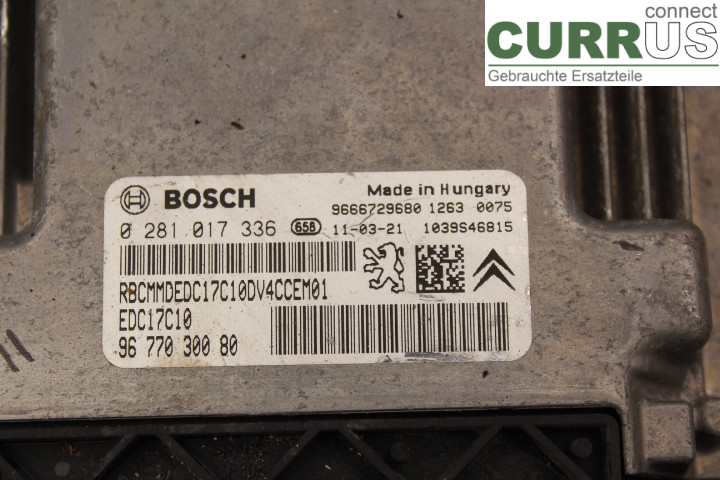 connect
CURRUS
Gebrauchte Ersatzteile
BOSCH
Made in Hungary
9666729680 1263 0075
0 281 017 336 658 11-03-21 1039S46815
RBCMMDEDC17C10DV4CCEM01
EDC17C10
96 770 300 80